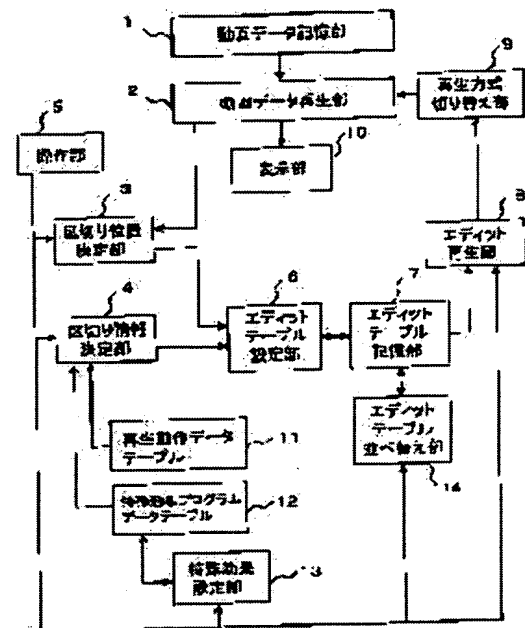 1
動画データ記憶部
2
動画データ再生部
9
再生方式
切り替え部
5
操作部
10
表示部
3
区切り位置
決定部
8
エディット
再生部
4
区切り情報
決定部
6
エディット
テーブル
設定部
7
エディット
テーブル
記憶部
再生動作データ
テーブル
11
エディット
テーブル
並べ替え部
14
プログラム
データテーブル
12
特殊効果
設定部
13